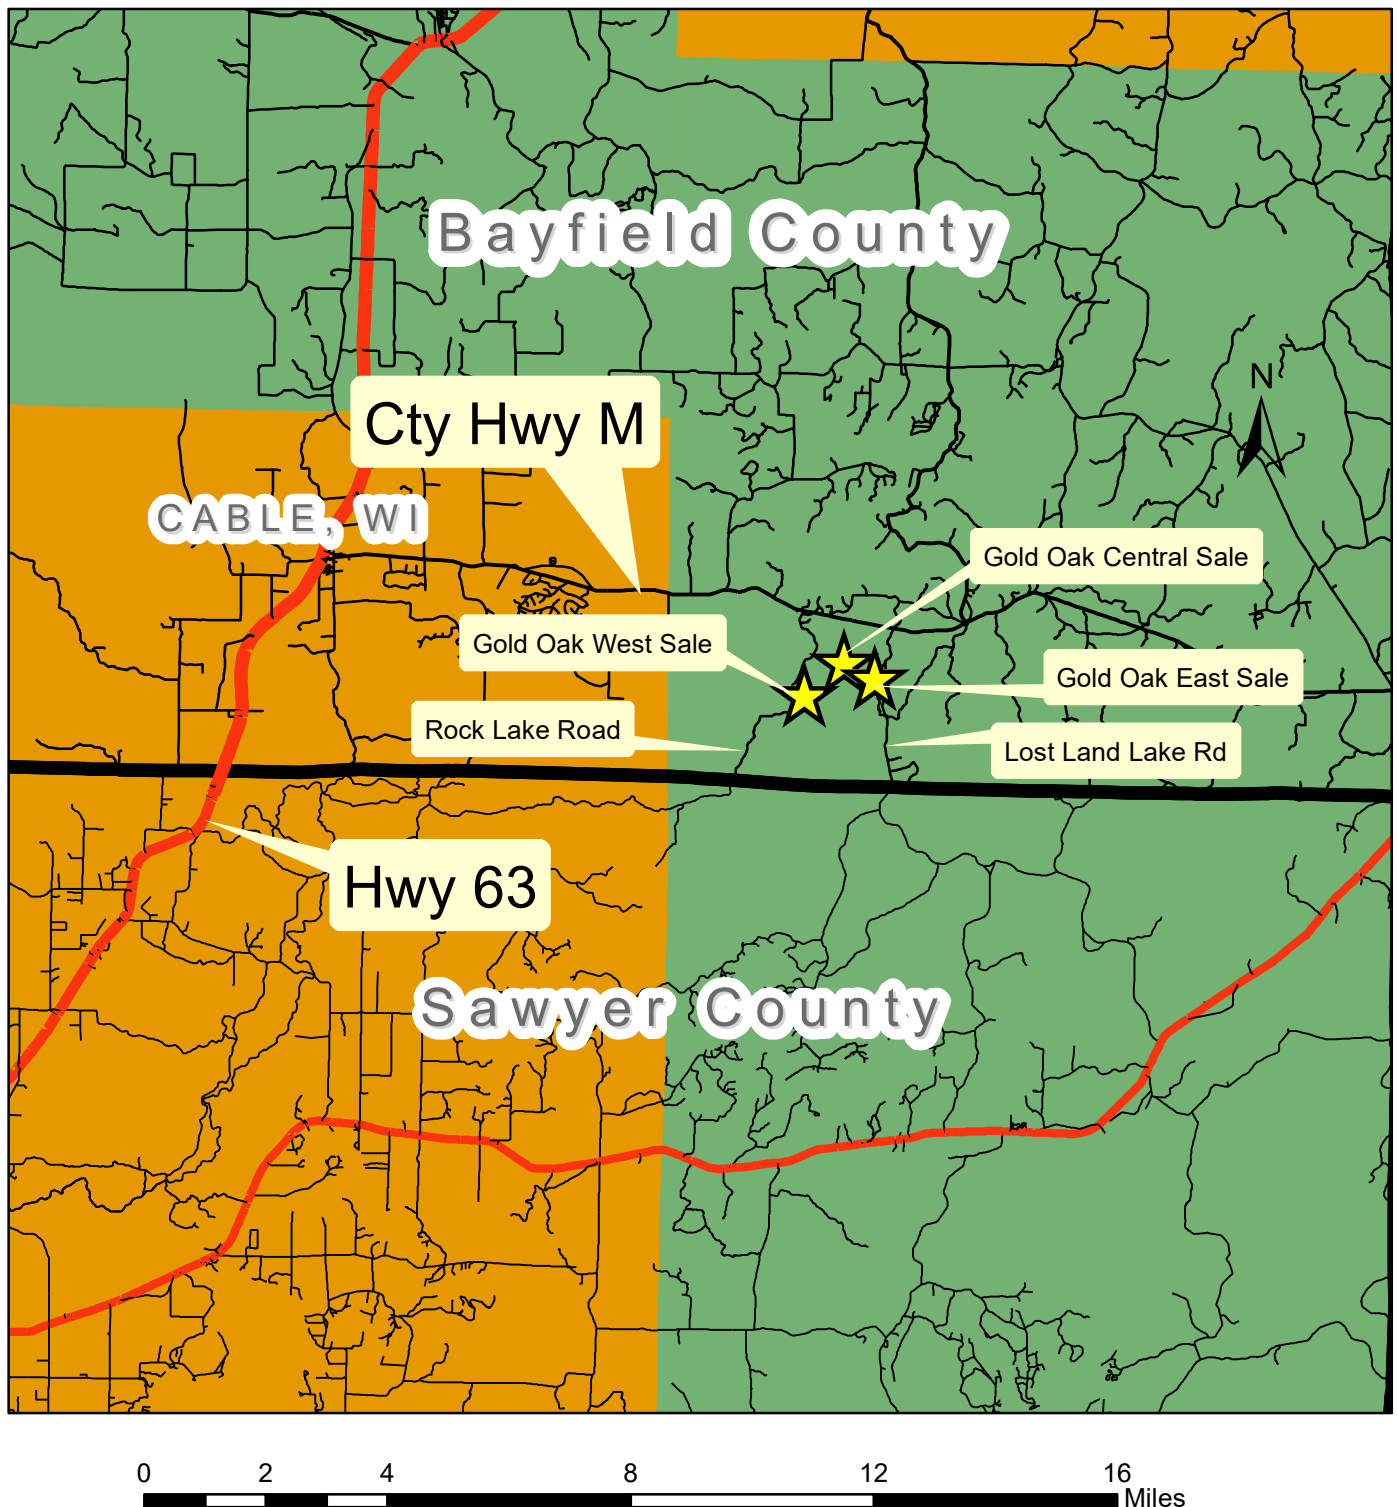 Bayfield County
N
Cty Hwy M
CABLE, WI
Gold Oak Central Sale
Gold Oak West Sale
Gold Oak East Sale
Rock Lake Road
Lost Land Lake Rd
Hwy 63
Sawyer County
0 2 4 8 12 16
Miles